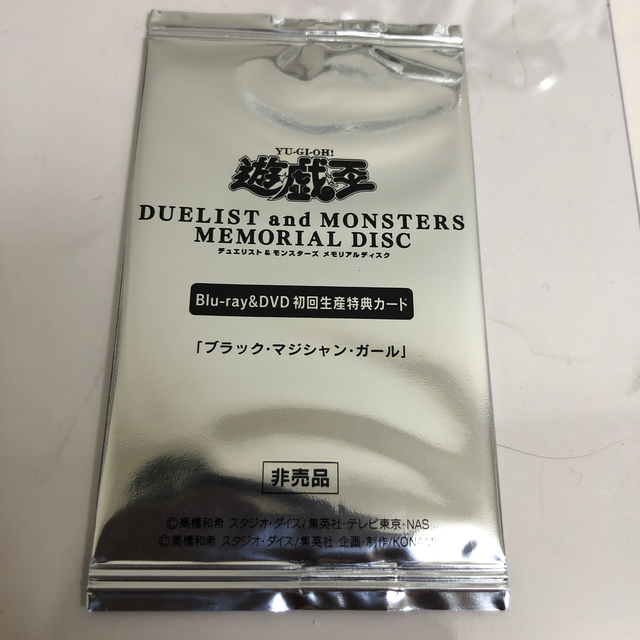 YU-GI-OH!
遊戯王
DUELIST and MONSTERS
MEMORIAL DISC
デュエリスト&モンスターズ メモリアルディスク
Blu-ray&DVD 初回生産特典カード
「ブラック・マジシャン・ガール」
非売品
©高橋和希 スタジオ・ダイス/集英社・テレビ東京・NAS
©高橋和希 スタジオ・ダイス/集英社 企画・制作/KONAMI